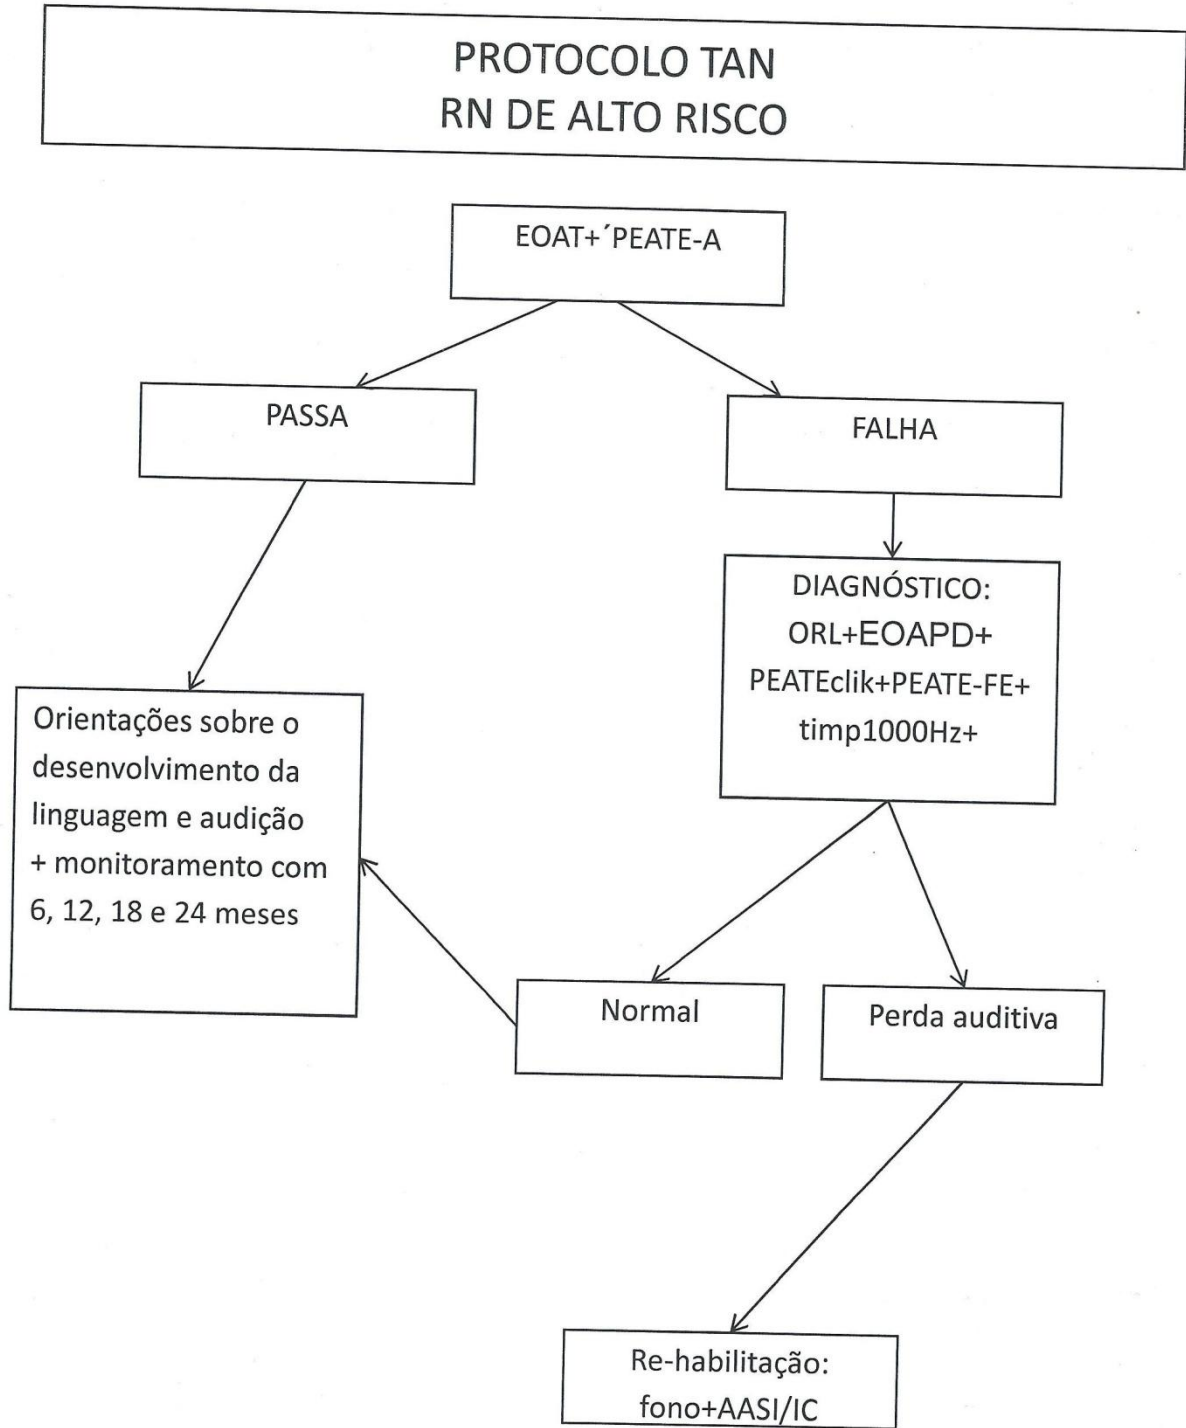 PROTOCOLO TAN
RN DE ALTO RISCO
EOAT+´PEATE-A
PASSA
FALHA
DIAGNÓSTICO:
ORL+EOAPD+
PEATEclik+PEATE-FE+
timp1000Hz+
Orientações sobre o
desenvolvimento da
linguagem e audição
+ monitoramento com
6, 12, 18 e 24 meses
Normal
Perda auditiva
Re-habilitação:
fono+AASI/IC